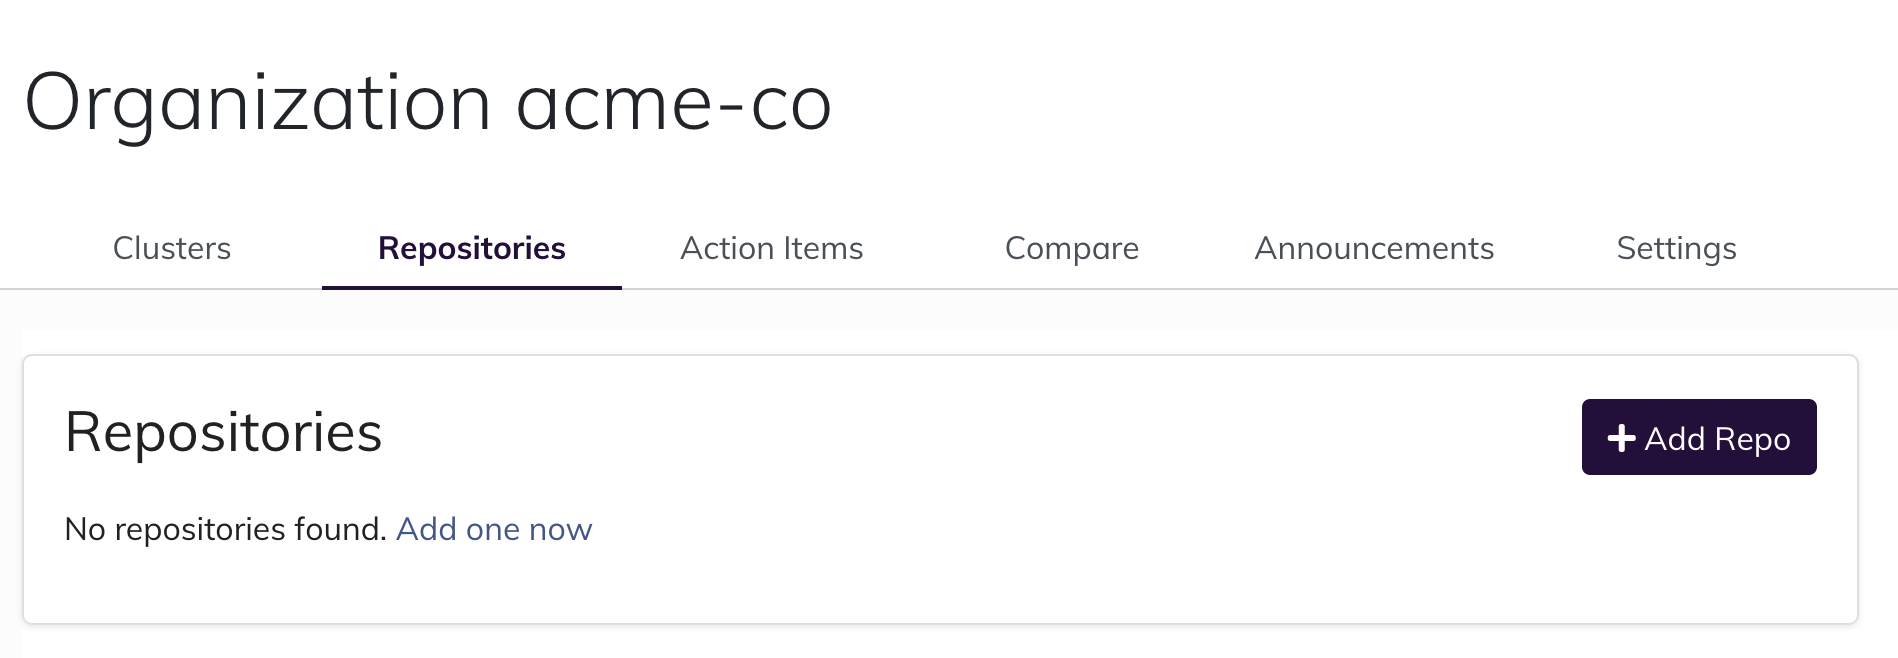 Organization acme-co
Clusters Repositories Action Items Compare Announcements Settings
Repositories
+ Add Repo
No repositories found. Add one now